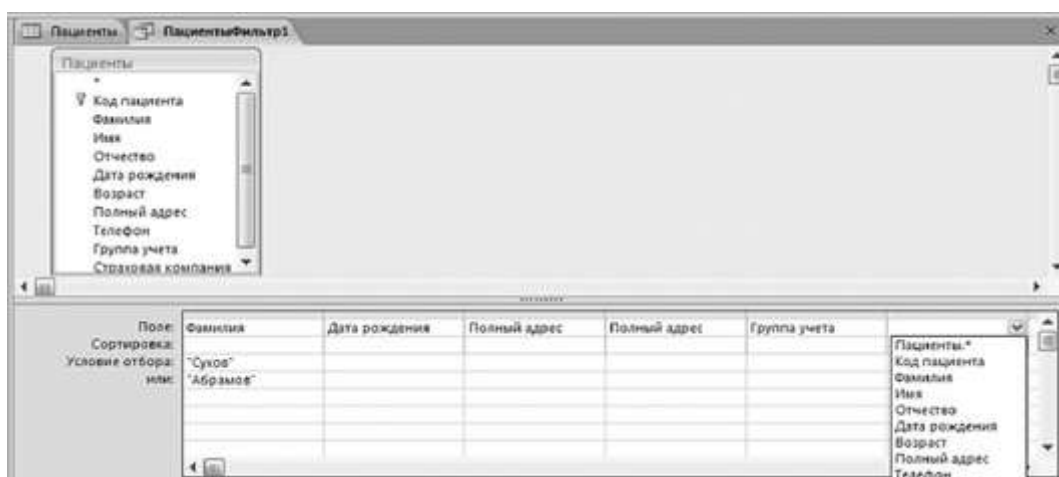 Пациенты ПациентыФильтр1
Пациенты
*
Код пациента
Фамилия
Имя
Отчество
Дата рождения
Возраст
Полный адрес
Телефон
Группа учета
Страховая компания
Поле: Фамилия Дата рождения Полный адрес Полный адрес Группа учета
Сортировка:
Условие отбора: "Сухов"
или: "Абрамов"
Пациенты.*
Код пациента
Фамилия
Имя
Отчество
Дата рождения
Возраст
Полный адрес
Телефон